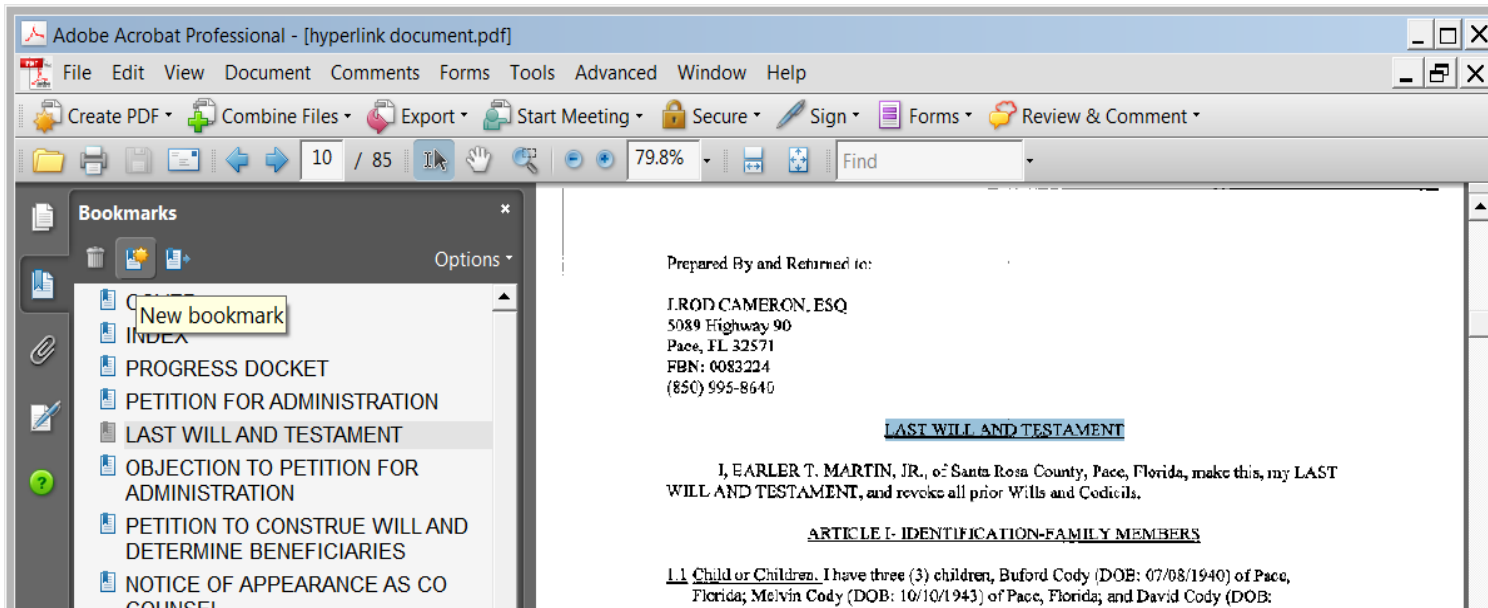 Adobe Acrobat Professional - [hyperlink document.pdf]
File Edit View Document Comments Forms Tools Advanced Window Help
Create PDF Combine Files Export Start Meeting Secure Sign Forms Review & Comment
10 / 85 79.8% Find
Bookmarks
Options
New bookmark
INDEX
PROGRESS DOCKET
PETITION FOR ADMINISTRATION
LAST WILL AND TESTAMENT
OBJECTION TO PETITION FOR
ADMINISTRATION
PETITION TO CONSTRUE WILL AND
DETERMINE BENEFICIARIES
NOTICE OF APPEARANCE AS CO
COUNSEL
Prepared By and Returned to:
J.ROD CAMERON, ESQ
5089 Highway 90
Pace, FL 32571
FBN: 0083224
(850) 995-8640
LAST WILL AND TESTAMENT
I, EARLER T. MARTIN, JR., of Santa Rosa County, Pace, Florida, make this, my LAST
WILL AND TESTAMENT, and revoke all prior Wills and Codicils.
ARTICLE I- IDENTIFICATION-FAMILY MEMBERS
1.1 Child or Children. I have three (3) children, Buford Cody (DOB: 07/08/1940) of Pace,
Florida; Melvin Cody (DOB: 10/10/1943) of Pace, Florida; and David Cody (DOB: